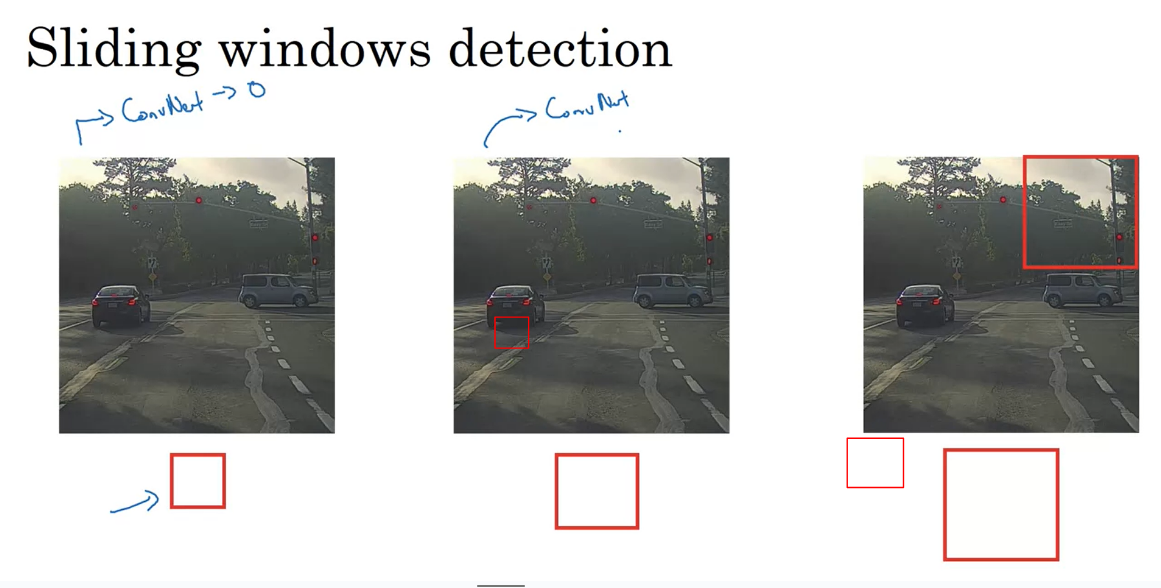 Sliding windows detection
→ ConvNet → 0
→ ConvNet